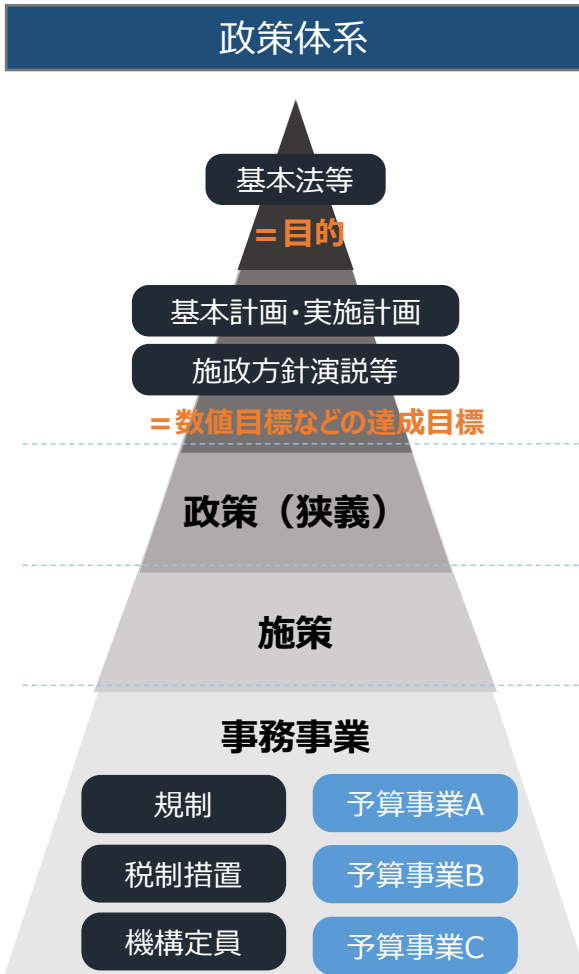 政策体系
基本法等
＝目的
基本計画･実施計画
施政方針演説等
＝数値目標などの達成目標
政策（狭義）
施策
事務事業
規制
予算事業A
税制措置
予算事業B
機構定員
予算事業C